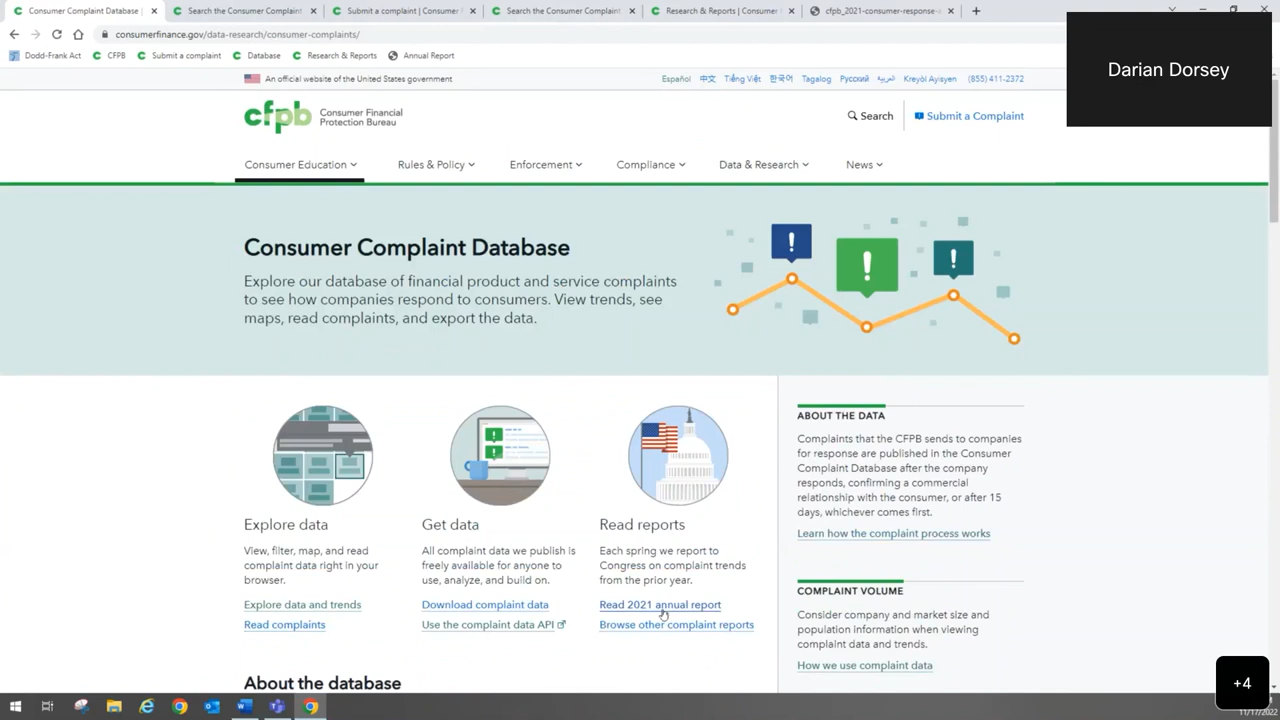 Consumer Complaint Database |
Search the Consumer Complaint
Submit a complaint | Consumer F
Search the Consumer Complaint
Research & Reports | Consumer F
cfpb_2021-consumer-response-a
consumerfinance.gov/data-research/consumer-complaints/
Dodd-Frank Act
CFPB
Submit a complaint
Database
Research & Reports
Annual Report
Darian Dorsey
An official website of the United States government
Español
中文
Tiếng Việt
한국어
Tagalog
Русский
العربية
Kreyòl Ayisyen
(855) 411-2372
cfpb
Consumer Financial
Protection Bureau
Search
Submit a Complaint
Consumer Education
Rules & Policy
Enforcement
Compliance
Data & Research
News
Consumer Complaint Database
Explore our database of financial product and service complaints
to see how companies respond to consumers. View trends, see
maps, read complaints, and export the data.
Explore data
View, filter, map, and read
complaint data right in your
browser.
Explore data and trends
Read complaints
Get data
All complaint data we publish is
freely available for anyone to
use, analyze, and build on.
Download complaint data
Use the complaint data API
Read reports
Each spring we report to
Congress on complaint trends
from the prior year.
Read 2021 annual report
Browse other complaint reports
ABOUT THE DATA
Complaints that the CFPB sends to companies
for response are published in the Consumer
Complaint Database after the company
responds, confirming a commercial
relationship with the consumer, or after 15
days, whichever comes first.
Learn how the complaint process works
COMPLAINT VOLUME
Consider company and market size and
population information when viewing
complaint data and trends.
How we use complaint data
About the database
+4
11/17/2022